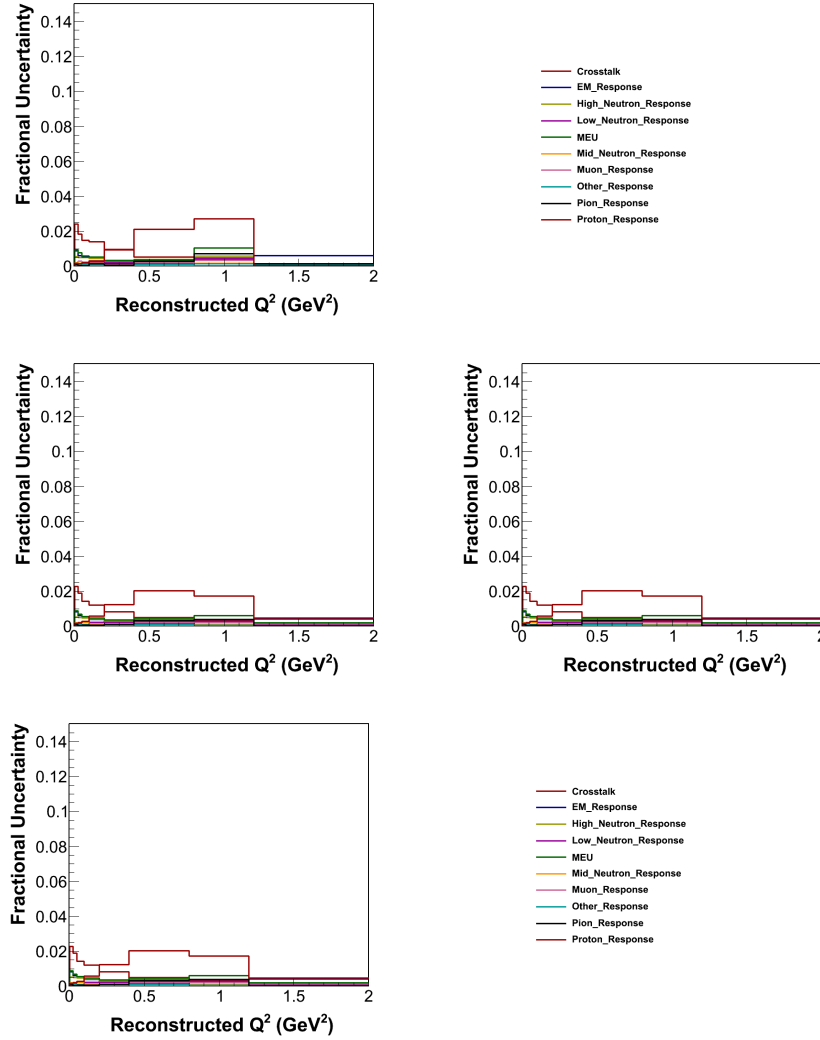 0.14
0.12
0.1
0.08
0.06
0.04
0.02
0
Fractional Uncertainty
0 0.5 1 1.5 2
Reconstructed Q² (GeV²)
Crosstalk
EM_Response
High_Neutron_Response
Low_Neutron_Response
MEU
Mid_Neutron_Response
Muon_Response
Other_Response
Pion_Response
Proton_Response
0.14
0.12
0.1
0.08
0.06
0.04
0.02
0
Fractional Uncertainty
0 0.5 1 1.5 2
Reconstructed Q² (GeV²)
0.14
0.12
0.1
0.08
0.06
0.04
0.02
0
Fractional Uncertainty
0 0.5 1 1.5 2
Reconstructed Q² (GeV²)
0.14
0.12
0.1
0.08
0.06
0.04
0.02
0
Fractional Uncertainty
0 0.5 1 1.5 2
Reconstructed Q² (GeV²)
Crosstalk
EM_Response
High_Neutron_Response
Low_Neutron_Response
MEU
Mid_Neutron_Response
Muon_Response
Other_Response
Pion_Response
Proton_Response